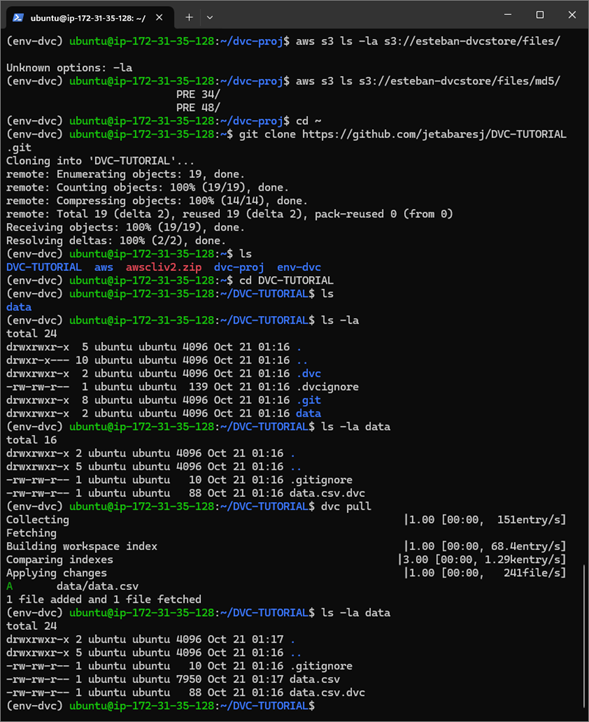 ubuntu@ip-172-31-35-128: ~/
(env-dvc) ubuntu@ip-172-31-35-128:~/dvc-proj$ aws s3 ls -la s3://esteban-dvcstore/files/
Unknown options: -la
(env-dvc) ubuntu@ip-172-31-35-128:~/dvc-proj$ aws s3 ls s3://esteban-dvcstore/files/md5/
                           PRE 34/
                           PRE 48/
(env-dvc) ubuntu@ip-172-31-35-128:~/dvc-proj$ cd ~
(env-dvc) ubuntu@ip-172-31-35-128:~$ git clone https://github.com/jetabaresj/DVC-TUTORIAL
.git
Cloning into 'DVC-TUTORIAL'...
remote: Enumerating objects: 19, done.
remote: Counting objects: 100% (19/19), done.
remote: Compressing objects: 100% (14/14), done.
remote: Total 19 (delta 2), reused 19 (delta 2), pack-reused 0 (from 0)
Receiving objects: 100% (19/19), done.
Resolving deltas: 100% (2/2), done.
(env-dvc) ubuntu@ip-172-31-35-128:~$ ls
DVC-TUTORIAL  aws  awscliv2.zip  dvc-proj  env-dvc
(env-dvc) ubuntu@ip-172-31-35-128:~$ cd DVC-TUTORIAL
(env-dvc) ubuntu@ip-172-31-35-128:~/DVC-TUTORIAL$ ls
data
(env-dvc) ubuntu@ip-172-31-35-128:~/DVC-TUTORIAL$ ls -la
total 24
drwxrwxr-x  5 ubuntu ubuntu 4096 Oct 21 01:16 .
drwxr-x--- 10 ubuntu ubuntu 4096 Oct 21 01:16 ..
drwxrwxr-x  2 ubuntu ubuntu 4096 Oct 21 01:16 .dvc
-rw-rw-r--  1 ubuntu ubuntu  139 Oct 21 01:16 .dvcignore
drwxrwxr-x  8 ubuntu ubuntu 4096 Oct 21 01:16 .git
drwxrwxr-x  2 ubuntu ubuntu 4096 Oct 21 01:16 data
(env-dvc) ubuntu@ip-172-31-35-128:~/DVC-TUTORIAL$ ls -la data
total 16
drwxrwxr-x 2 ubuntu ubuntu 4096 Oct 21 01:16 .
drwxrwxr-x 5 ubuntu ubuntu 4096 Oct 21 01:16 ..
-rw-rw-r-- 1 ubuntu ubuntu   10 Oct 21 01:16 .gitignore
-rw-rw-r-- 1 ubuntu ubuntu   88 Oct 21 01:16 data.csv.dvc
(env-dvc) ubuntu@ip-172-31-35-128:~/DVC-TUTORIAL$ dvc pull
Collecting                                                   |1.00 [00:00,  151entry/s]
Fetching
Building workspace index                                     |1.00 [00:00, 68.4entry/s]
Comparing indexes                                           |3.00 [00:00, 1.29kentry/s]
Applying changes                                             |1.00 [00:00,   241file/s]
A       data/data.csv
1 file added and 1 file fetched
(env-dvc) ubuntu@ip-172-31-35-128:~/DVC-TUTORIAL$ ls -la data
total 24
drwxrwxr-x 2 ubuntu ubuntu 4096 Oct 21 01:17 .
drwxrwxr-x 5 ubuntu ubuntu 4096 Oct 21 01:16 ..
-rw-rw-r-- 1 ubuntu ubuntu   10 Oct 21 01:16 .gitignore
-rw-rw-r-- 1 ubuntu ubuntu 7950 Oct 21 01:17 data.csv
-rw-rw-r-- 1 ubuntu ubuntu   88 Oct 21 01:16 data.csv.dvc
(env-dvc) ubuntu@ip-172-31-35-128:~/DVC-TUTORIAL$